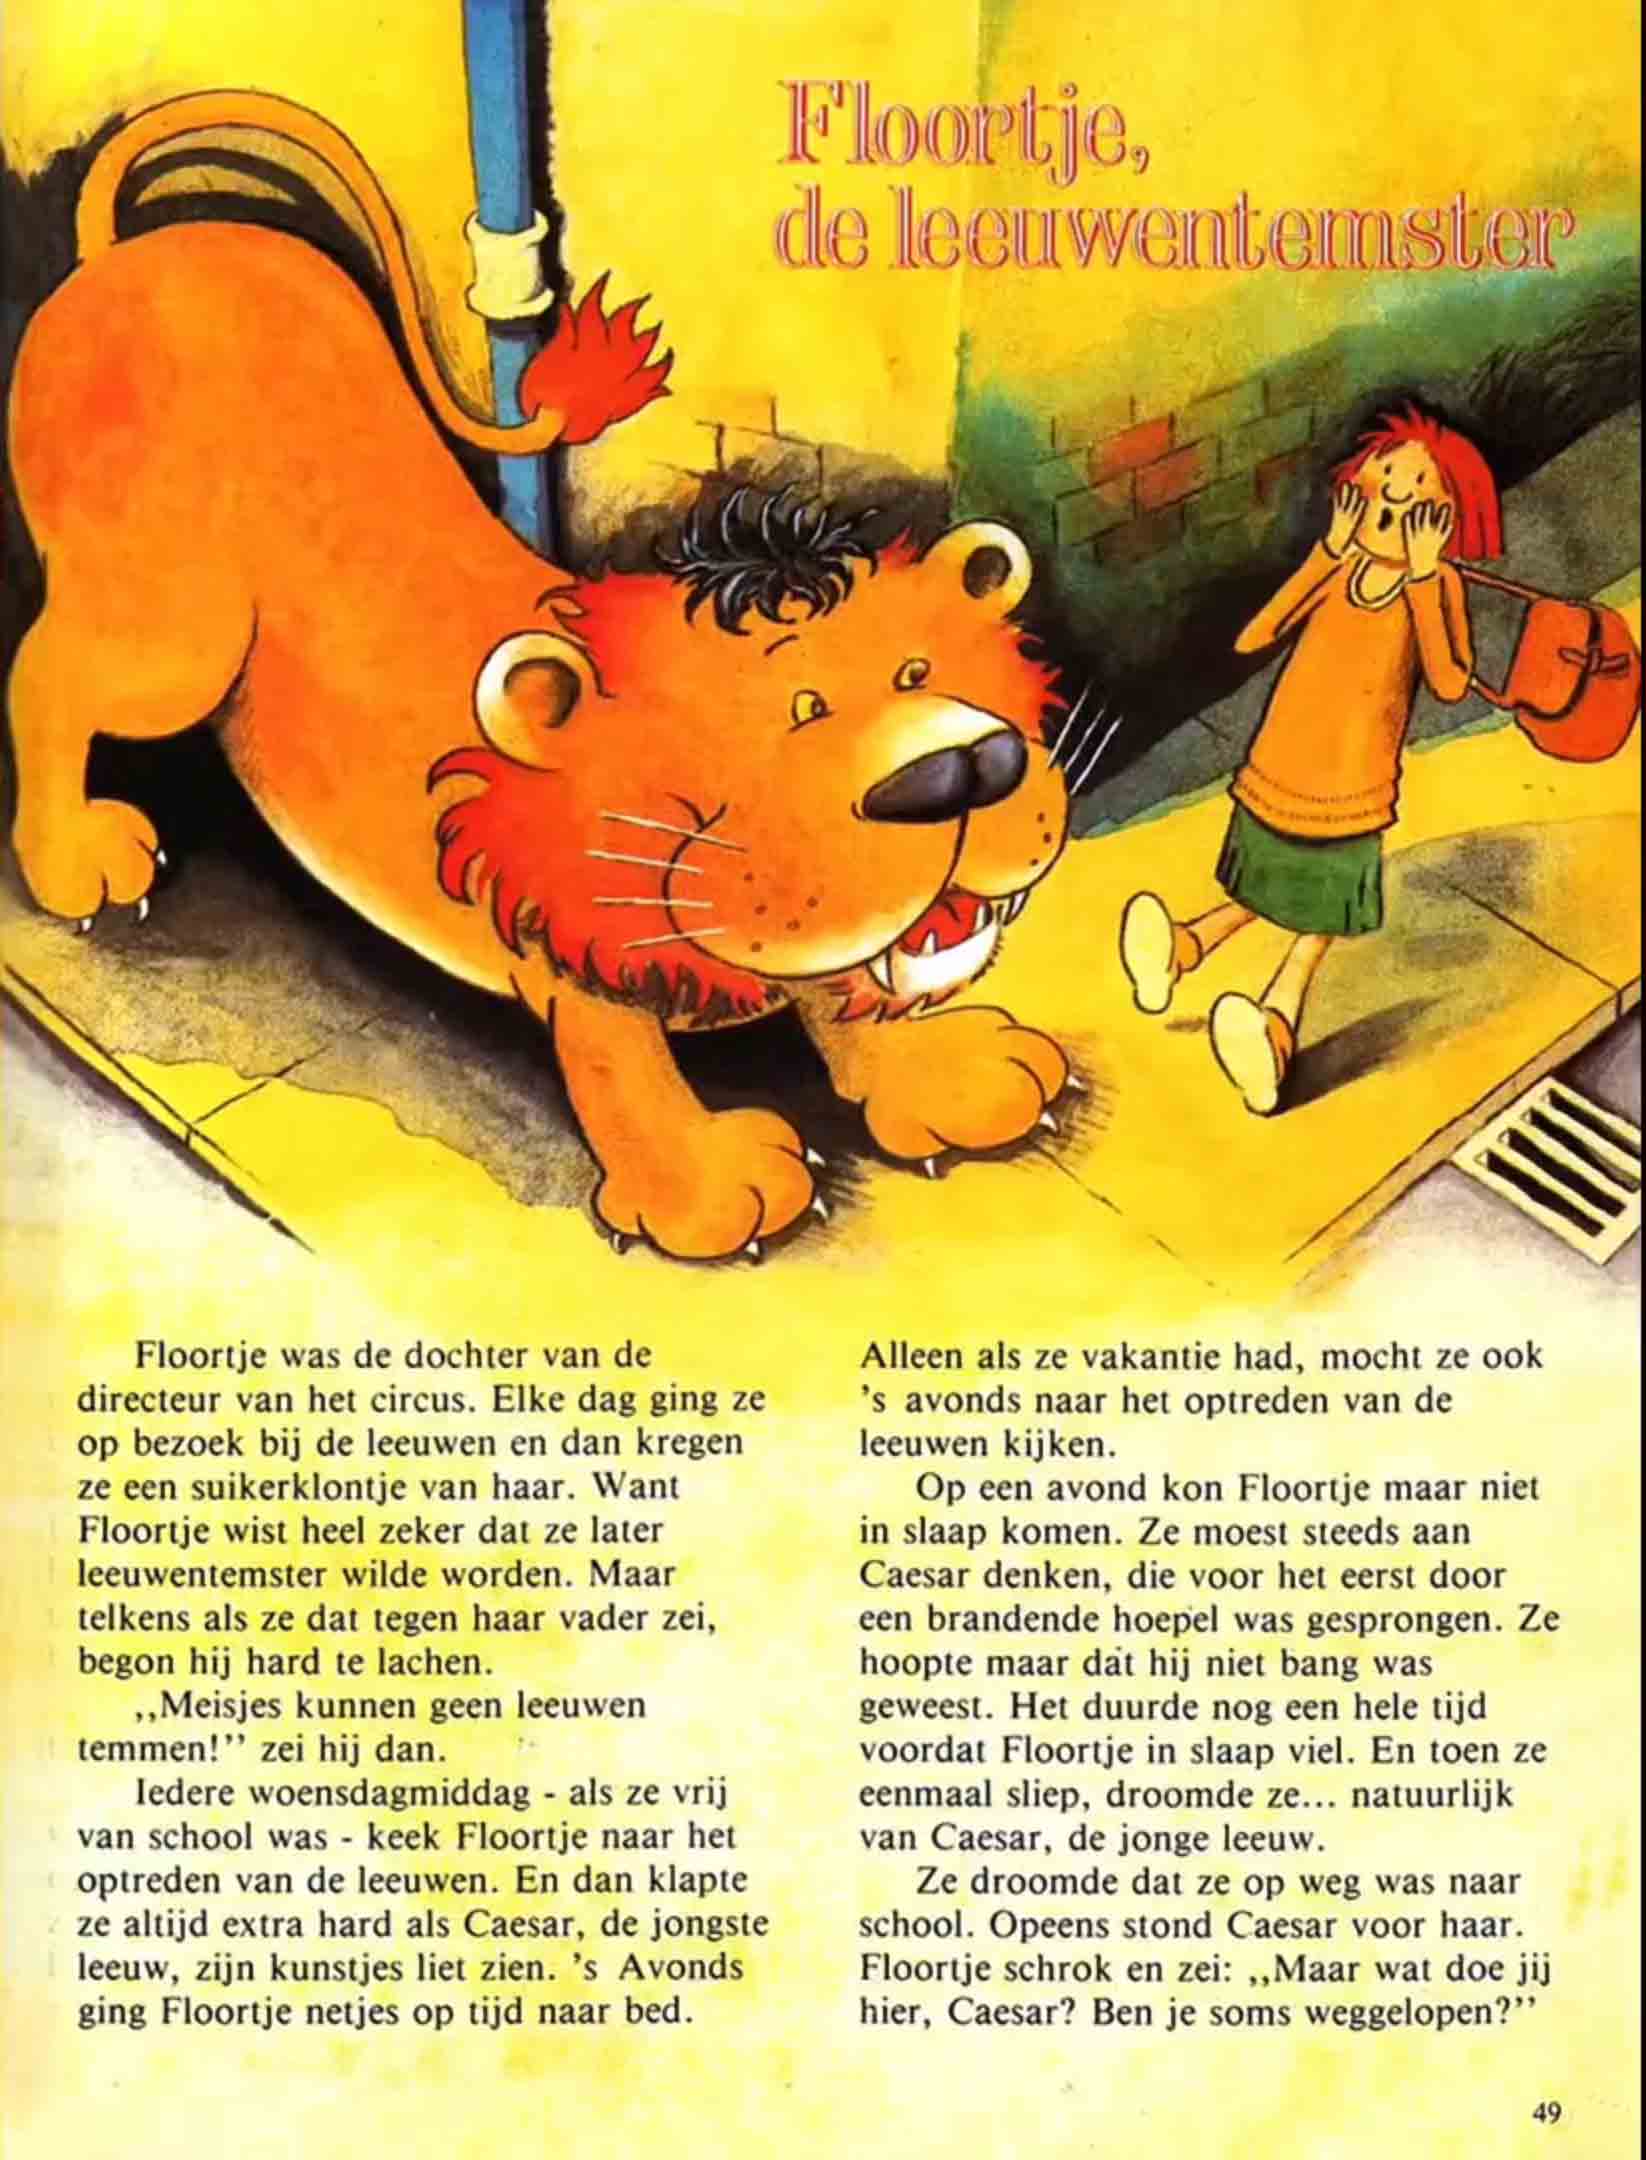 Floortje,
de leeuwentemster
Floortje was de dochter van de
directeur van het circus. Elke dag ging ze
op bezoek bij de leeuwen en dan kregen
ze een suikerklontje van haar. Want
Floortje wist heel zeker dat ze later
leeuwentemster wilde worden. Maar
telkens als ze dat tegen haar vader zei,
begon hij hard te lachen.
,,Meisjes kunnen geen leeuwen
temmen!’’ zei hij dan.
Iedere woensdagmiddag - als ze vrij
van school was - keek Floortje naar het
optreden van de leeuwen. En dan klapte
ze altijd extra hard als Caesar, de jongste
leeuw, zijn kunstjes liet zien. ’s Avonds
ging Floortje netjes op tijd naar bed.
Alleen als ze vakantie had, mocht ze ook
’s avonds naar het optreden van de
leeuwen kijken.
Op een avond kon Floortje maar niet
in slaap komen. Ze moest steeds aan
Caesar denken, die voor het eerst door
een brandende hoepel was gesprongen. Ze
hoopte maar dat hij niet bang was
geweest. Het duurde nog een hele tijd
voordat Floortje in slaap viel. En toen ze
eenmaal sliep, droomde ze... natuurlijk
van Caesar, de jonge leeuw.
Ze droomde dat ze op weg was naar
school. Opeens stond Caesar voor haar.
Floortje schrok en zei: ,,Maar wat doe jij
hier, Caesar? Ben je soms weggelopen?’’
49